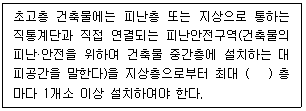 초고층 건축물에는 피난층 또는 지상으로 통하는
직통계단과 직접 연결되는 피난안전구역(건축물의
피난·안전을 위하여 건축물 중간층에 설치하는 대
피공간을 말한다)을 지상층으로부터 최대 (  ) 층
마다 1개소 이상 설치하여야 한다.